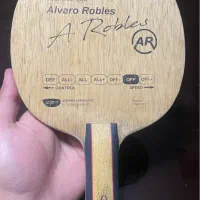 Alvaro Robles
A Robles
AR
DEF ALL- ALL ALL+ OFF- OFF OFF+
CONTROL SPEED